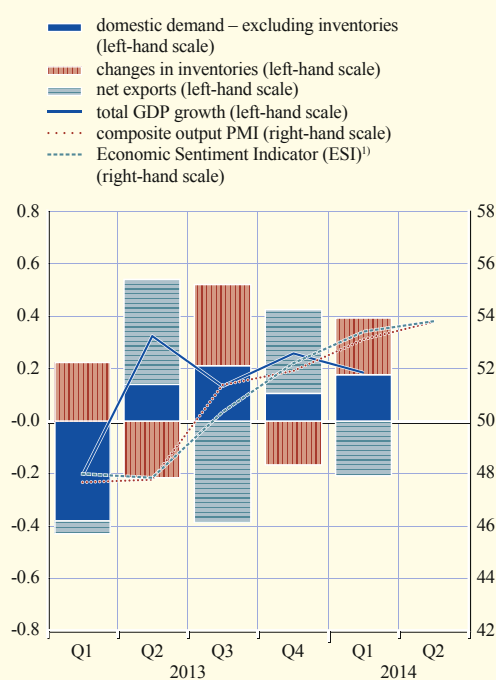 domestic demand – excluding inventories
(left-hand scale)
changes in inventories (left-hand scale)
net exports (left-hand scale)
total GDP growth (left-hand scale)
composite output PMI (right-hand scale)
Economic Sentiment Indicator (ESI)¹⁾
(right-hand scale)
0.8 58
0.6 56
0.4 54
0.2 52
-0.0 50
-0.2 48
-0.4 46
-0.6 44
-0.8 42
Q1 Q2 Q3 Q4 Q1 Q2
2013 2014